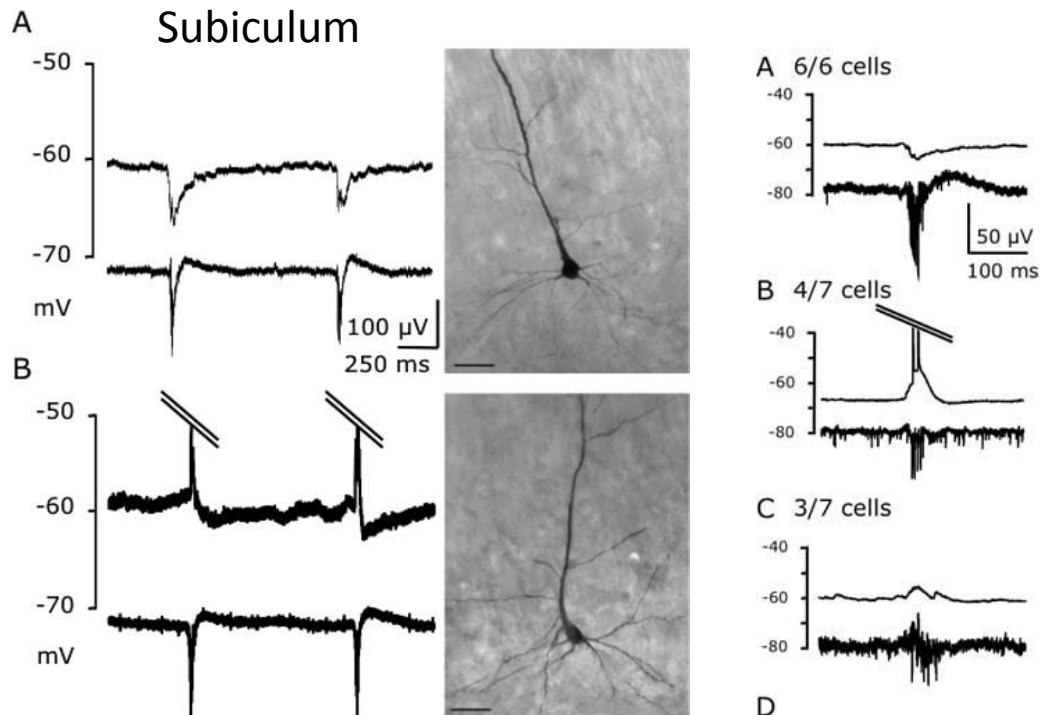 Subiculum
A
-50
-60
-70
mV
100 µV
250 ms
B
-50
-60
-70
mV
A 6/6 cells
-40
-60
-80
50 µV
100 ms
B 4/7 cells
-40
-60
-80
C 3/7 cells
-40
-60
-80
D